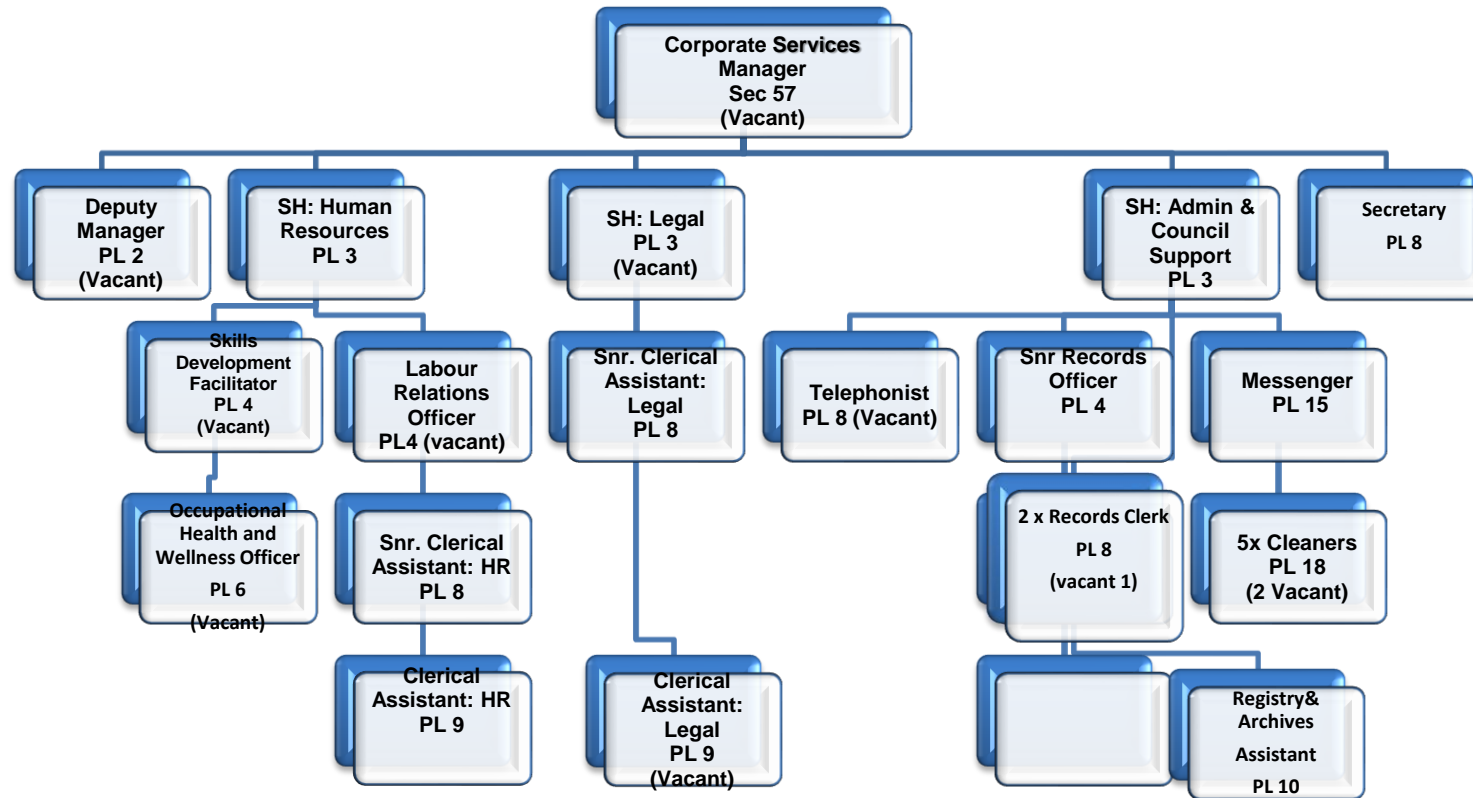 Corporate Services
Manager
Sec 57
(Vacant)
Deputy
Manager
PL 2
(Vacant)
SH: Human
Resources
PL 3
SH: Legal
PL 3
(Vacant)
SH: Admin &
Council
Support
PL 3
Secretary
PL 8
Skills
Development
Facilitator
PL 4
(Vacant)
Labour
Relations
Officer
PL4 (vacant)
Snr. Clerical
Assistant:
Legal
PL 8
Telephonist
PL 8 (Vacant)
Snr Records
Officer
PL 4
Messenger
PL 15
Occupational
Health and
Wellness Officer
PL 6
(Vacant)
Snr. Clerical
Assistant: HR
PL 8
2 x Records Clerk
PL 8
(vacant 1)
5x Cleaners
PL 18
(2 Vacant)
Clerical
Assistant: HR
PL 9
Clerical
Assistant:
Legal
PL 9
(Vacant)
Registry&
Archives
Assistant
PL 10